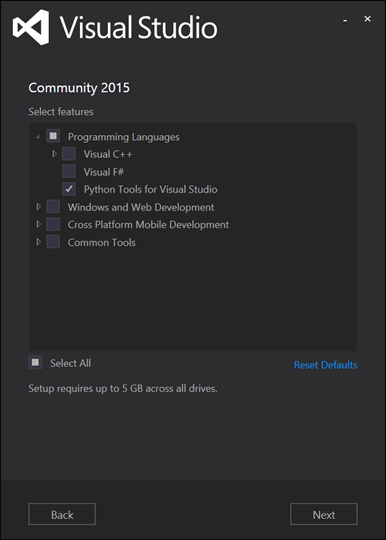 Visual Studio
Community 2015
Select features
Programming Languages
Visual C++
Visual F#
Python Tools for Visual Studio
Windows and Web Development
Cross Platform Mobile Development
Common Tools
Select All
Reset Defaults
Setup requires up to 5 GB across all drives.
Back
Next